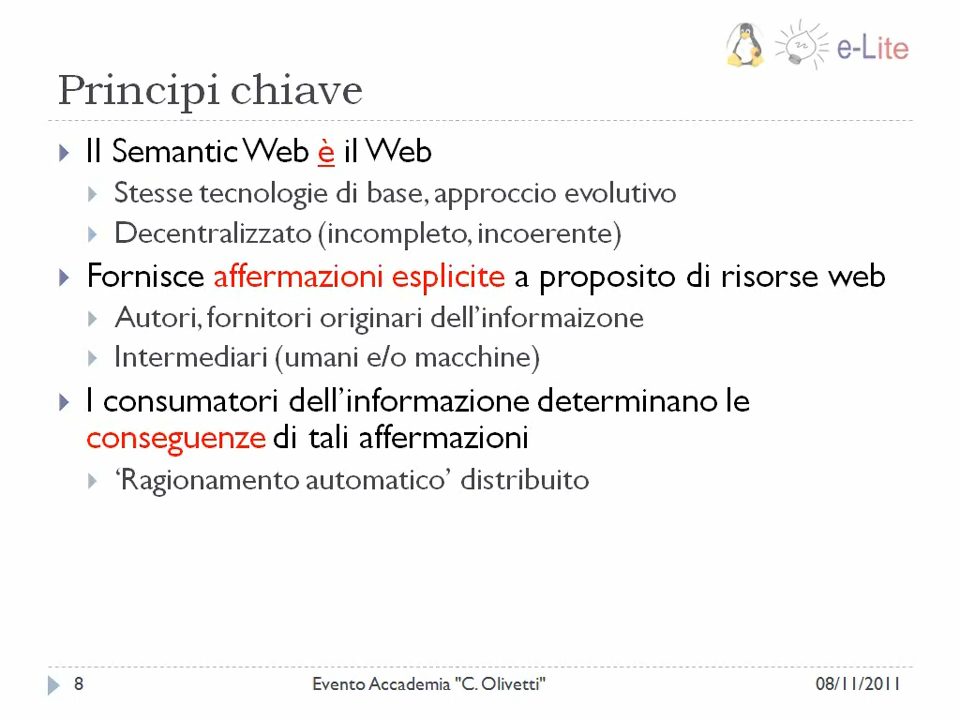 e-Lite
Principi chiave
Il Semantic Web è il Web
Stesse tecnologie di base, approccio evolutivo
Decentralizzato (incompleto, incoerente)
Fornisce affermazioni esplicite a proposito di risorse web
Autori, fornitori originari dell'informaizone
Intermediari (umani e/o macchine)
I consumatori dell'informazione determinano le
conseguenze di tali affermazioni
‘Ragionamento automatico’ distribuito
8 Evento Accademia "C. Olivetti" 08/11/2011